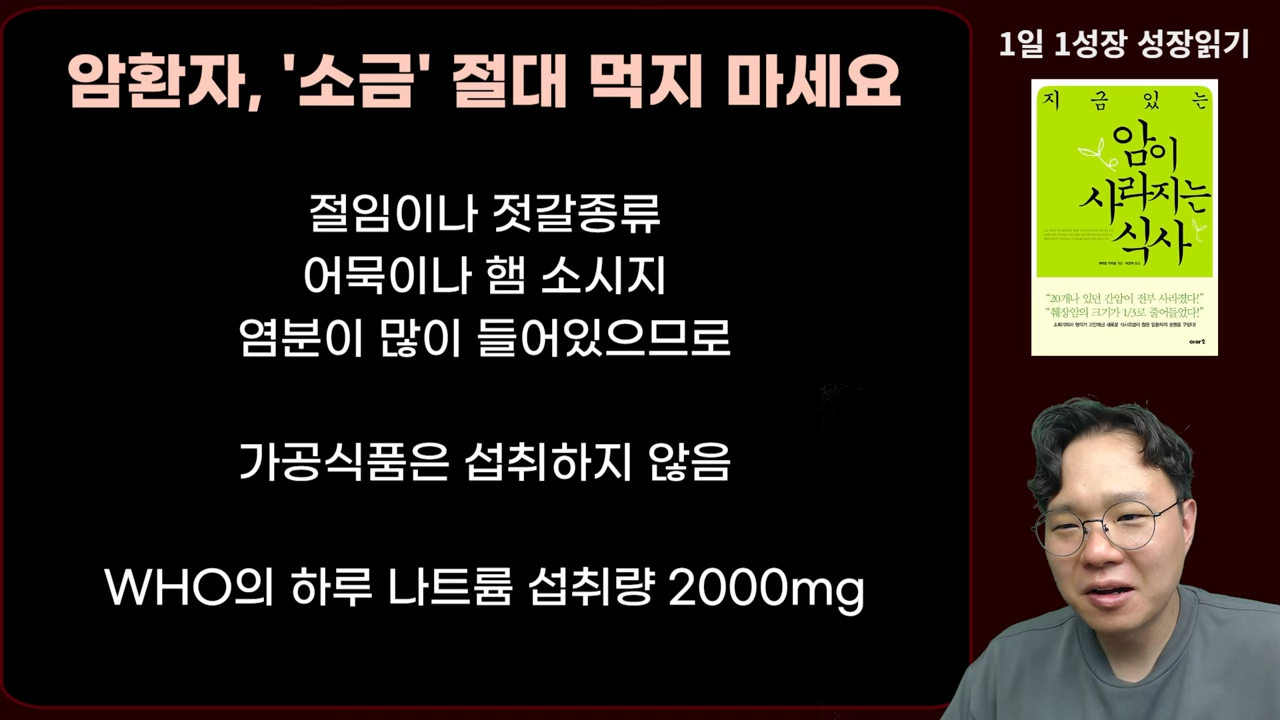 암환자, '소금' 절대 먹지 마세요
절임이나 젓갈종류
어묵이나 햄 소시지
염분이 많이 들어있으므로
가공식품은 섭취하지 않음
WHO의 하루 나트륨 섭취량 2000mg
1일 1성장 성장읽기
지금있는
암이
사라지는
식사
“20개나 있던 간암이 전부 사라졌다!”
“췌장암의 크기가 1/3로 줄어들었다!”